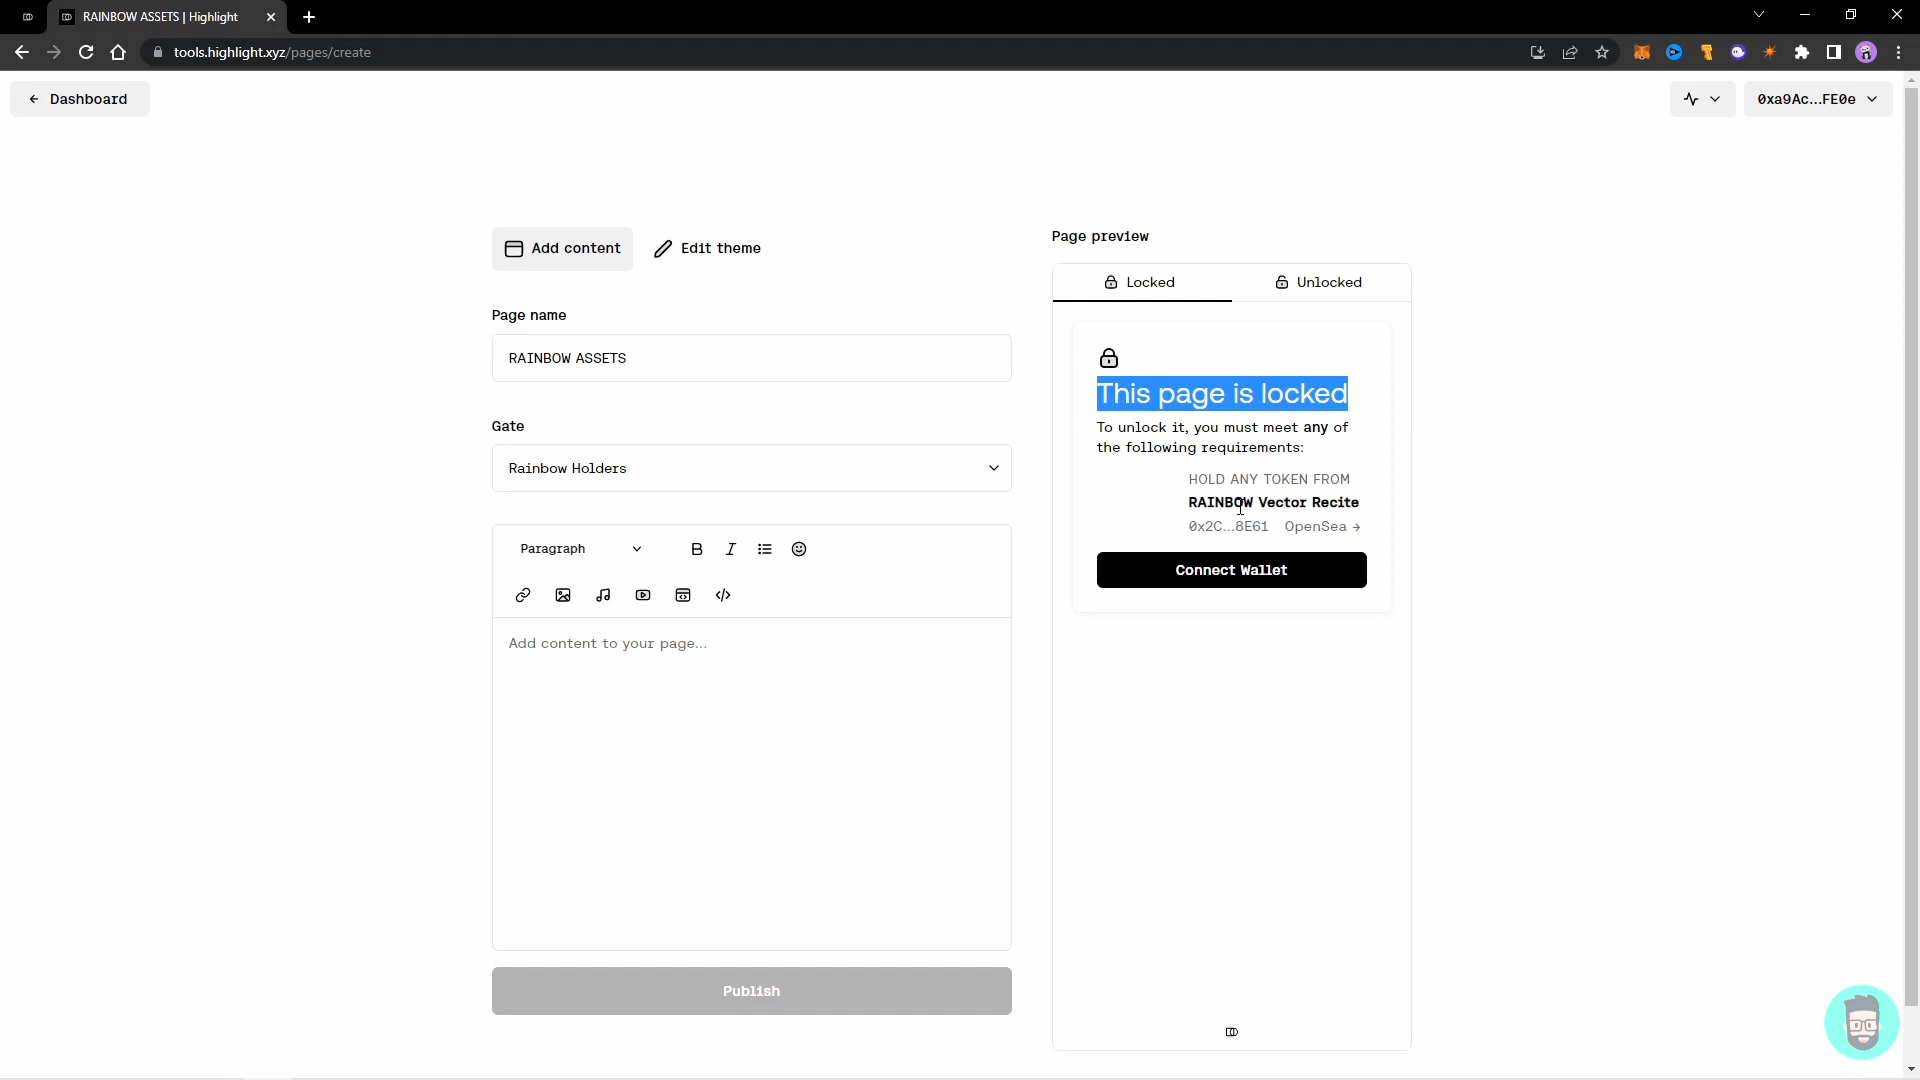 RAINBOW ASSETS | Highlight
tools.highlight.xyz/pages/create
Dashboard
0xa9Ac...FE0e
Add content
Edit theme
Page preview
Locked
Unlocked
Page name
RAINBOW ASSETS
This page is locked
To unlock it, you must meet any of
the following requirements:
Gate
Rainbow Holders
HOLD ANY TOKEN FROM
RAINBOW Vector Recite
0x2C...8E61 OpenSea →
Connect Wallet
Paragraph
B I
Add content to your page...
Publish